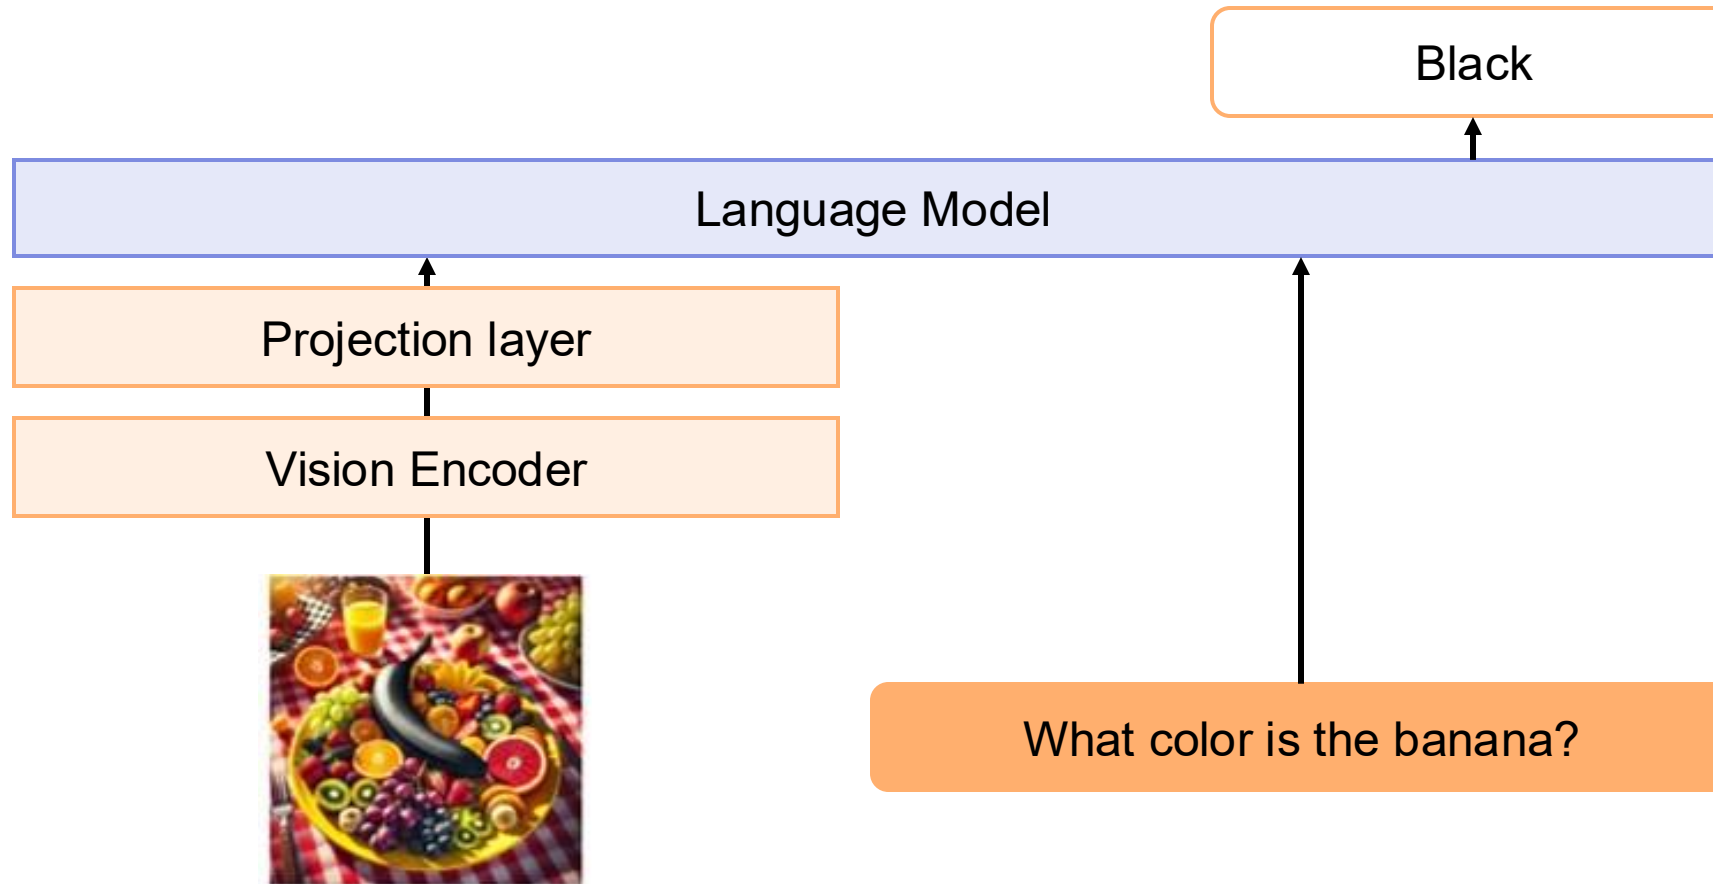 Black
Language Model
Projection layer
Vision Encoder
What color is the banana?